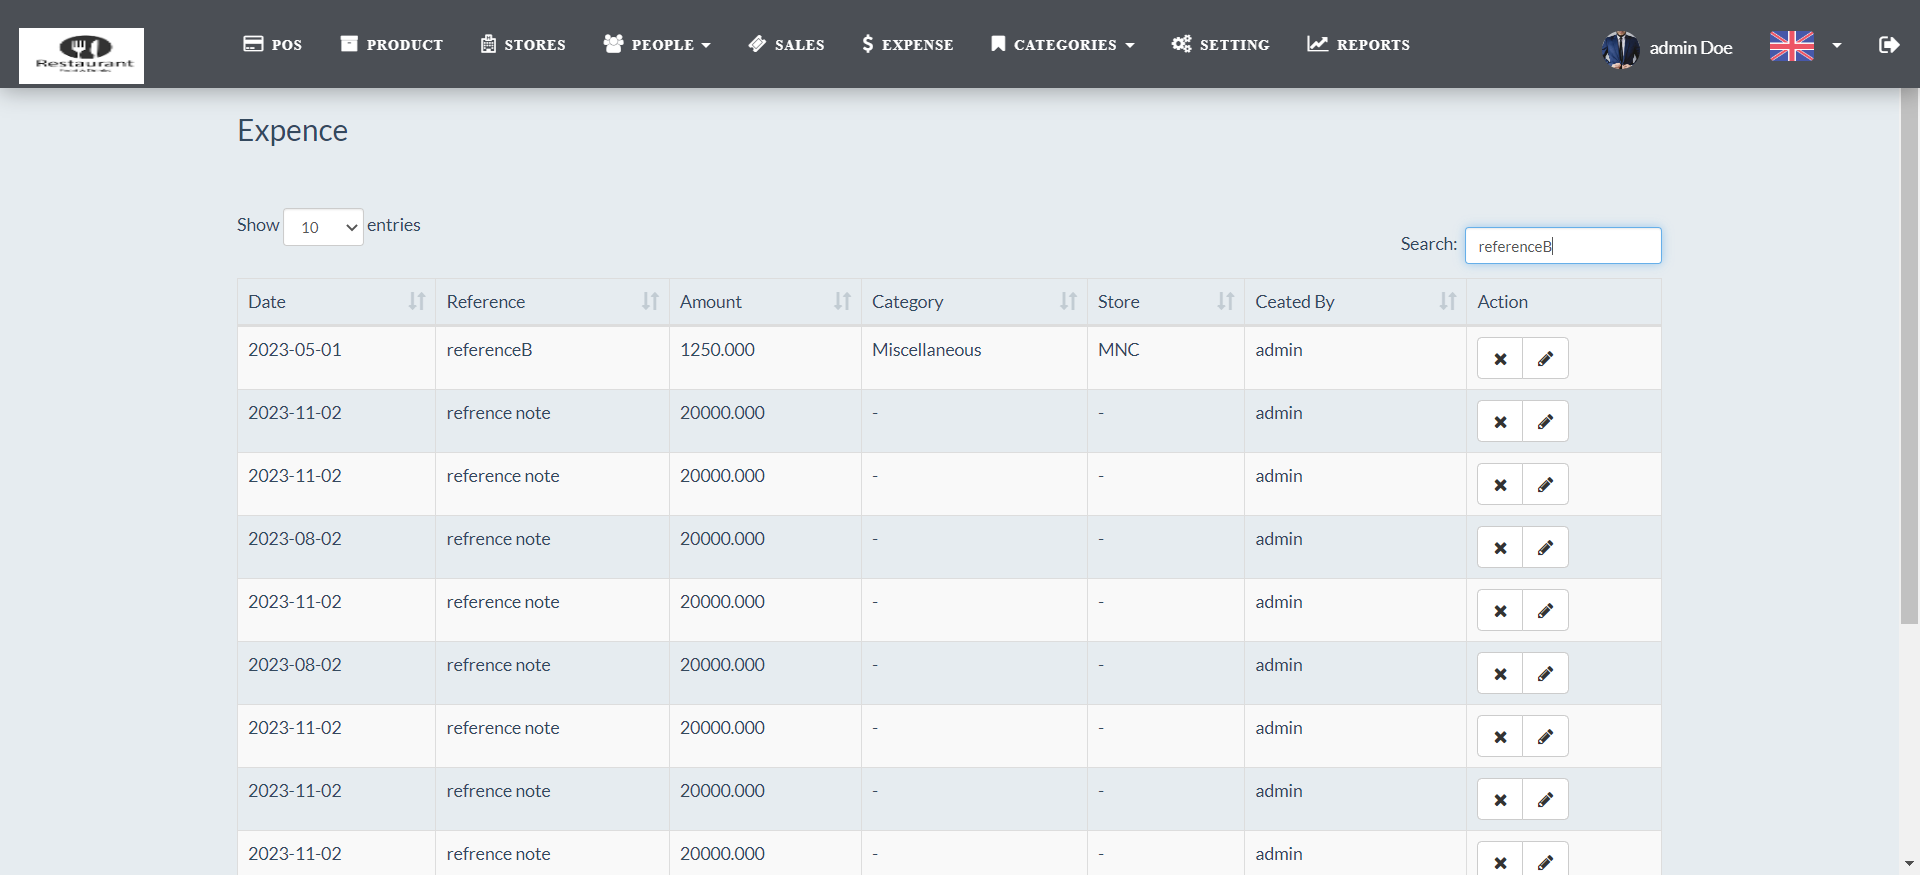 Restaurant
POS
PRODUCT
STORES
PEOPLE
SALES
EXPENSE
CATEGORIES
SETTING
REPORTS
admin Doe
Expence
Show 10 entries
Search: referenceB
Date Reference Amount Category Store Ceated By Action
2023-05-01 referenceB 1250.000 Miscellaneous MNC admin
2023-11-02 refrence note 20000.000 - - admin
2023-11-02 reference note 20000.000 - - admin
2023-08-02 refrence note 20000.000 - - admin
2023-11-02 reference note 20000.000 - - admin
2023-08-02 refrence note 20000.000 - - admin
2023-11-02 reference note 20000.000 - - admin
2023-11-02 refrence note 20000.000 - - admin
2023-11-02 refrence note 20000.000 - - admin